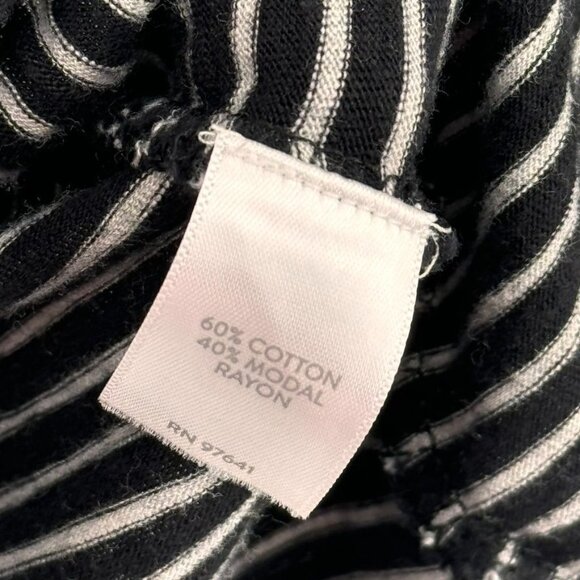 60% COTTON
40% MODAL
RAYON
RN 97641